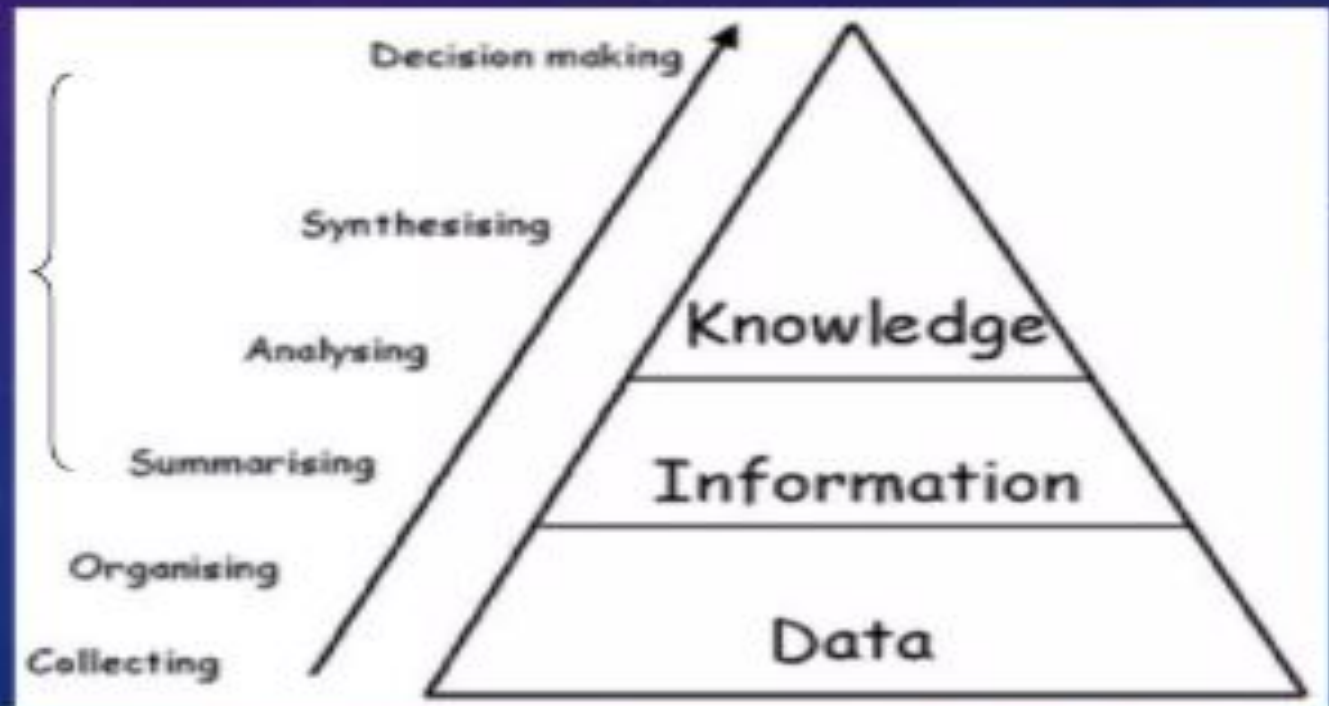 Decision making
Synthesising
Analysing
Knowledge
Summarising
Information
Organising
Data
Collecting